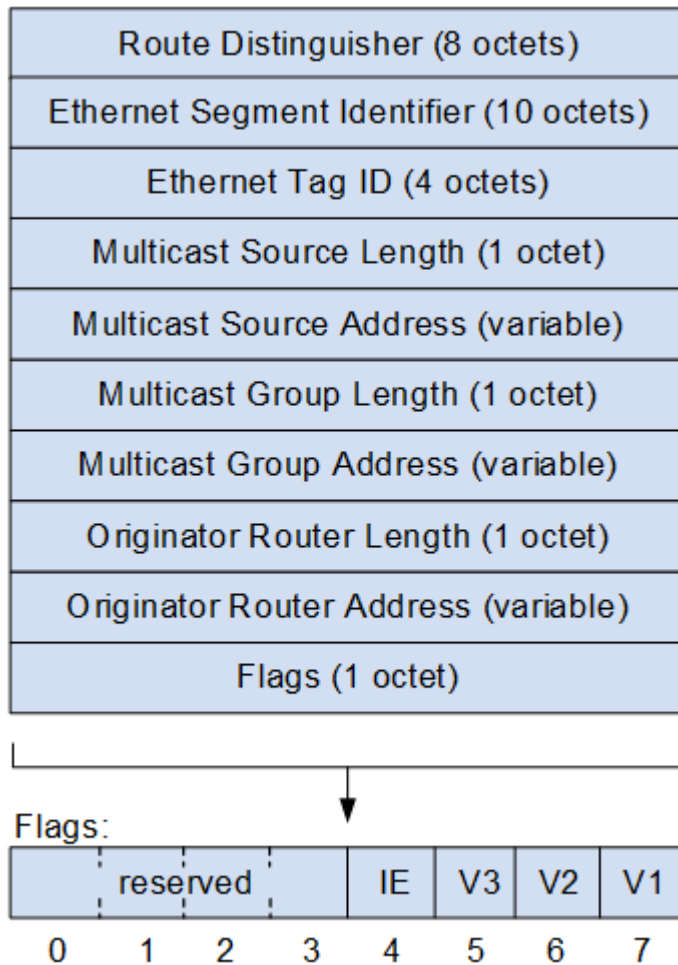 Route Distinguisher (8 octets)
Ethernet Segment Identifier (10 octets)
Ethernet Tag ID (4 octets)
Multicast Source Length (1 octet)
Multicast Source Address (variable)
Multicast Group Length (1 octet)
Multicast Group Address (variable)
Originator Router Length (1 octet)
Originator Router Address (variable)
Flags (1 octet)
Flags:
reserved IE V3 V2 V1
0 1 2 3 4 5 6 7